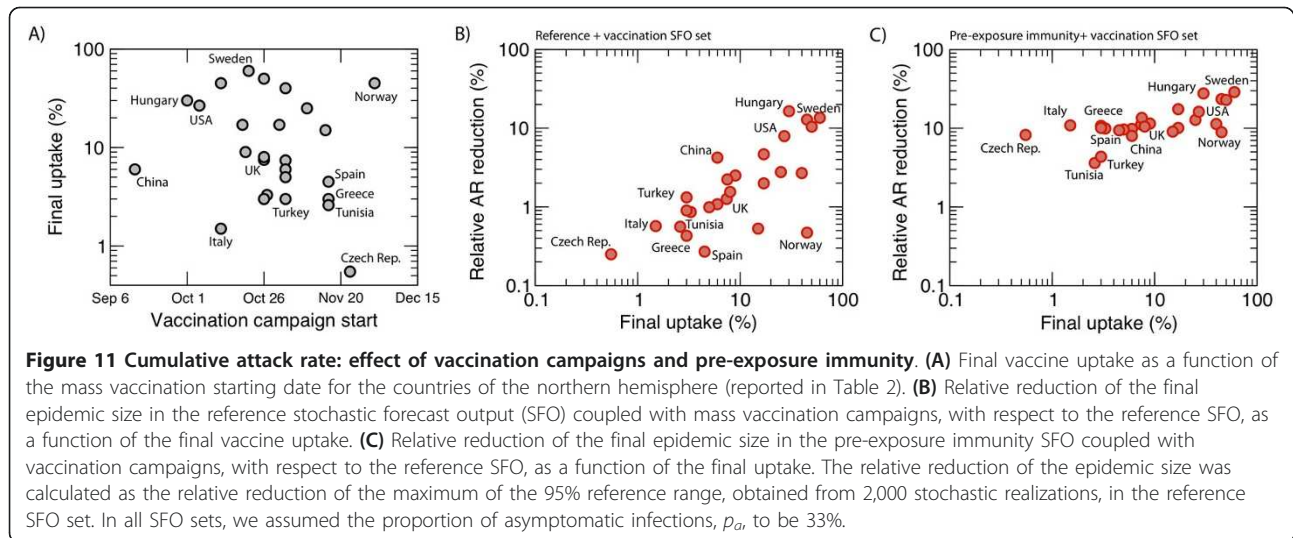 A)
Final uptake (%)
100
10
1
Sweden
Hungary
USA
Norway
China
UK
Spain
Greece
Turkey
Tunisia
Italy
Czech Rep.
Sep 6
Oct 1
Oct 26
Nov 20
Dec 15
Vaccination campaign start
B)
Reference + vaccination SFO set
Relative AR reduction (%)
100
10
1
0.1
Hungary
Sweden
USA
China
Turkey
UK
Italy
Tunisia
Czech Rep.
Greece
Spain
Norway
0.1
1
10
100
Final uptake (%)
C)
Pre-exposure immunity+ vaccination SFO set
Relative AR reduction (%)
100
10
1
0.1
Sweden
Hungary
Italy
Greece
USA
Czech Rep.
Spain
UK
China
Norway
Turkey
Tunisia
0.1
1
10
100
Final uptake (%)
Figure 11 Cumulative attack rate: effect of vaccination campaigns and pre-exposure immunity. (A) Final vaccine uptake as a function of
the mass vaccination starting date for the countries of the northern hemisphere (reported in Table 2). (B) Relative reduction of the final
epidemic size in the reference stochastic forecast output (SFO) coupled with mass vaccination campaigns, with respect to the reference SFO, as
a function of the final vaccine uptake. (C) Relative reduction of the final epidemic size in the pre-exposure immunity SFO coupled with
vaccination campaigns, with respect to the reference SFO, as a function of the final uptake. The relative reduction of the epidemic size was
calculated as the relative reduction of the maximum of the 95% reference range, obtained from 2,000 stochastic realizations, in the reference
SFO set. In all SFO sets, we assumed the proportion of asymptomatic infections, pa, to be 33%.